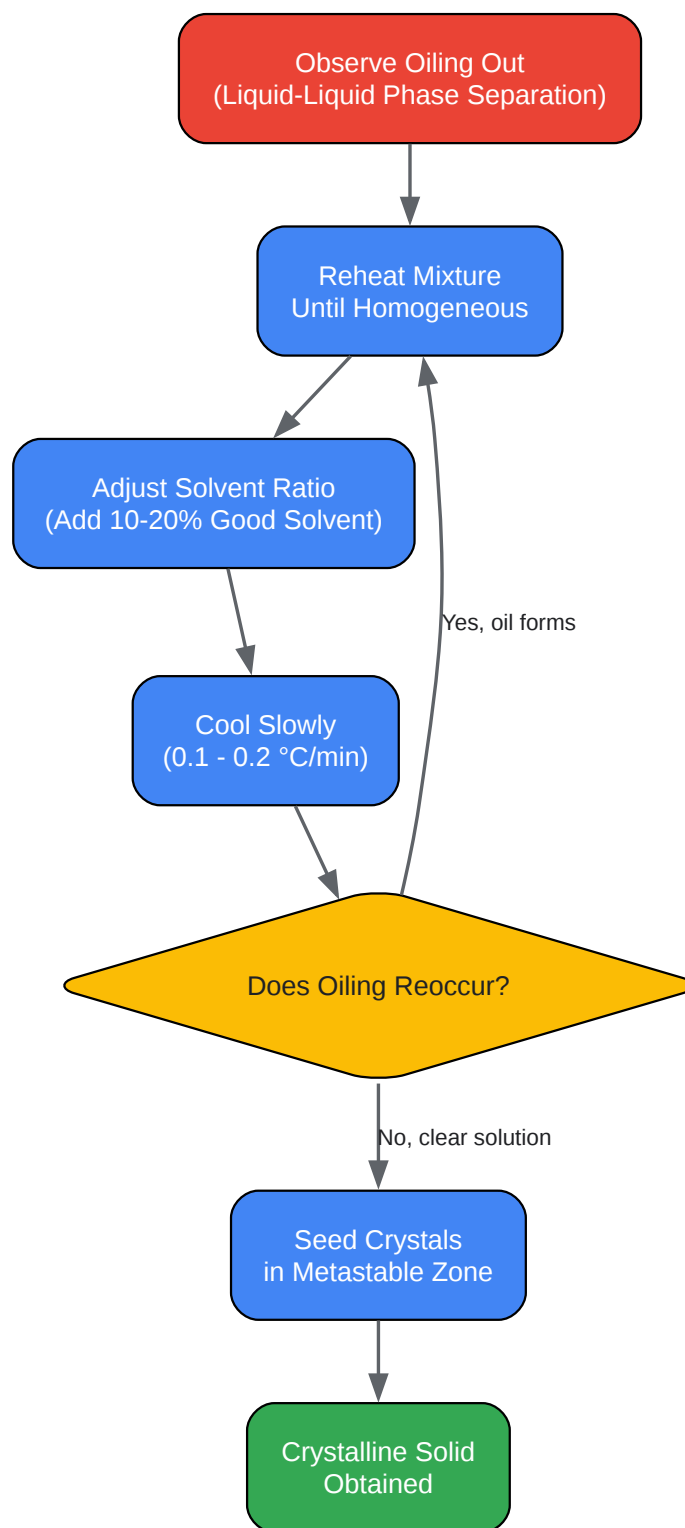 Observe Oiling Out
(Liquid-Liquid Phase Separation)
Reheat Mixture
Until Homogeneous
Adjust Solvent Ratio
(Add 10-20% Good Solvent)
Yes, oil forms
Cool Slowly
(0.1 - 0.2 °C/min)
Does Oiling Reoccur?
No, clear solution
Seed Crystals
in Metastable Zone
Crystalline Solid
Obtained